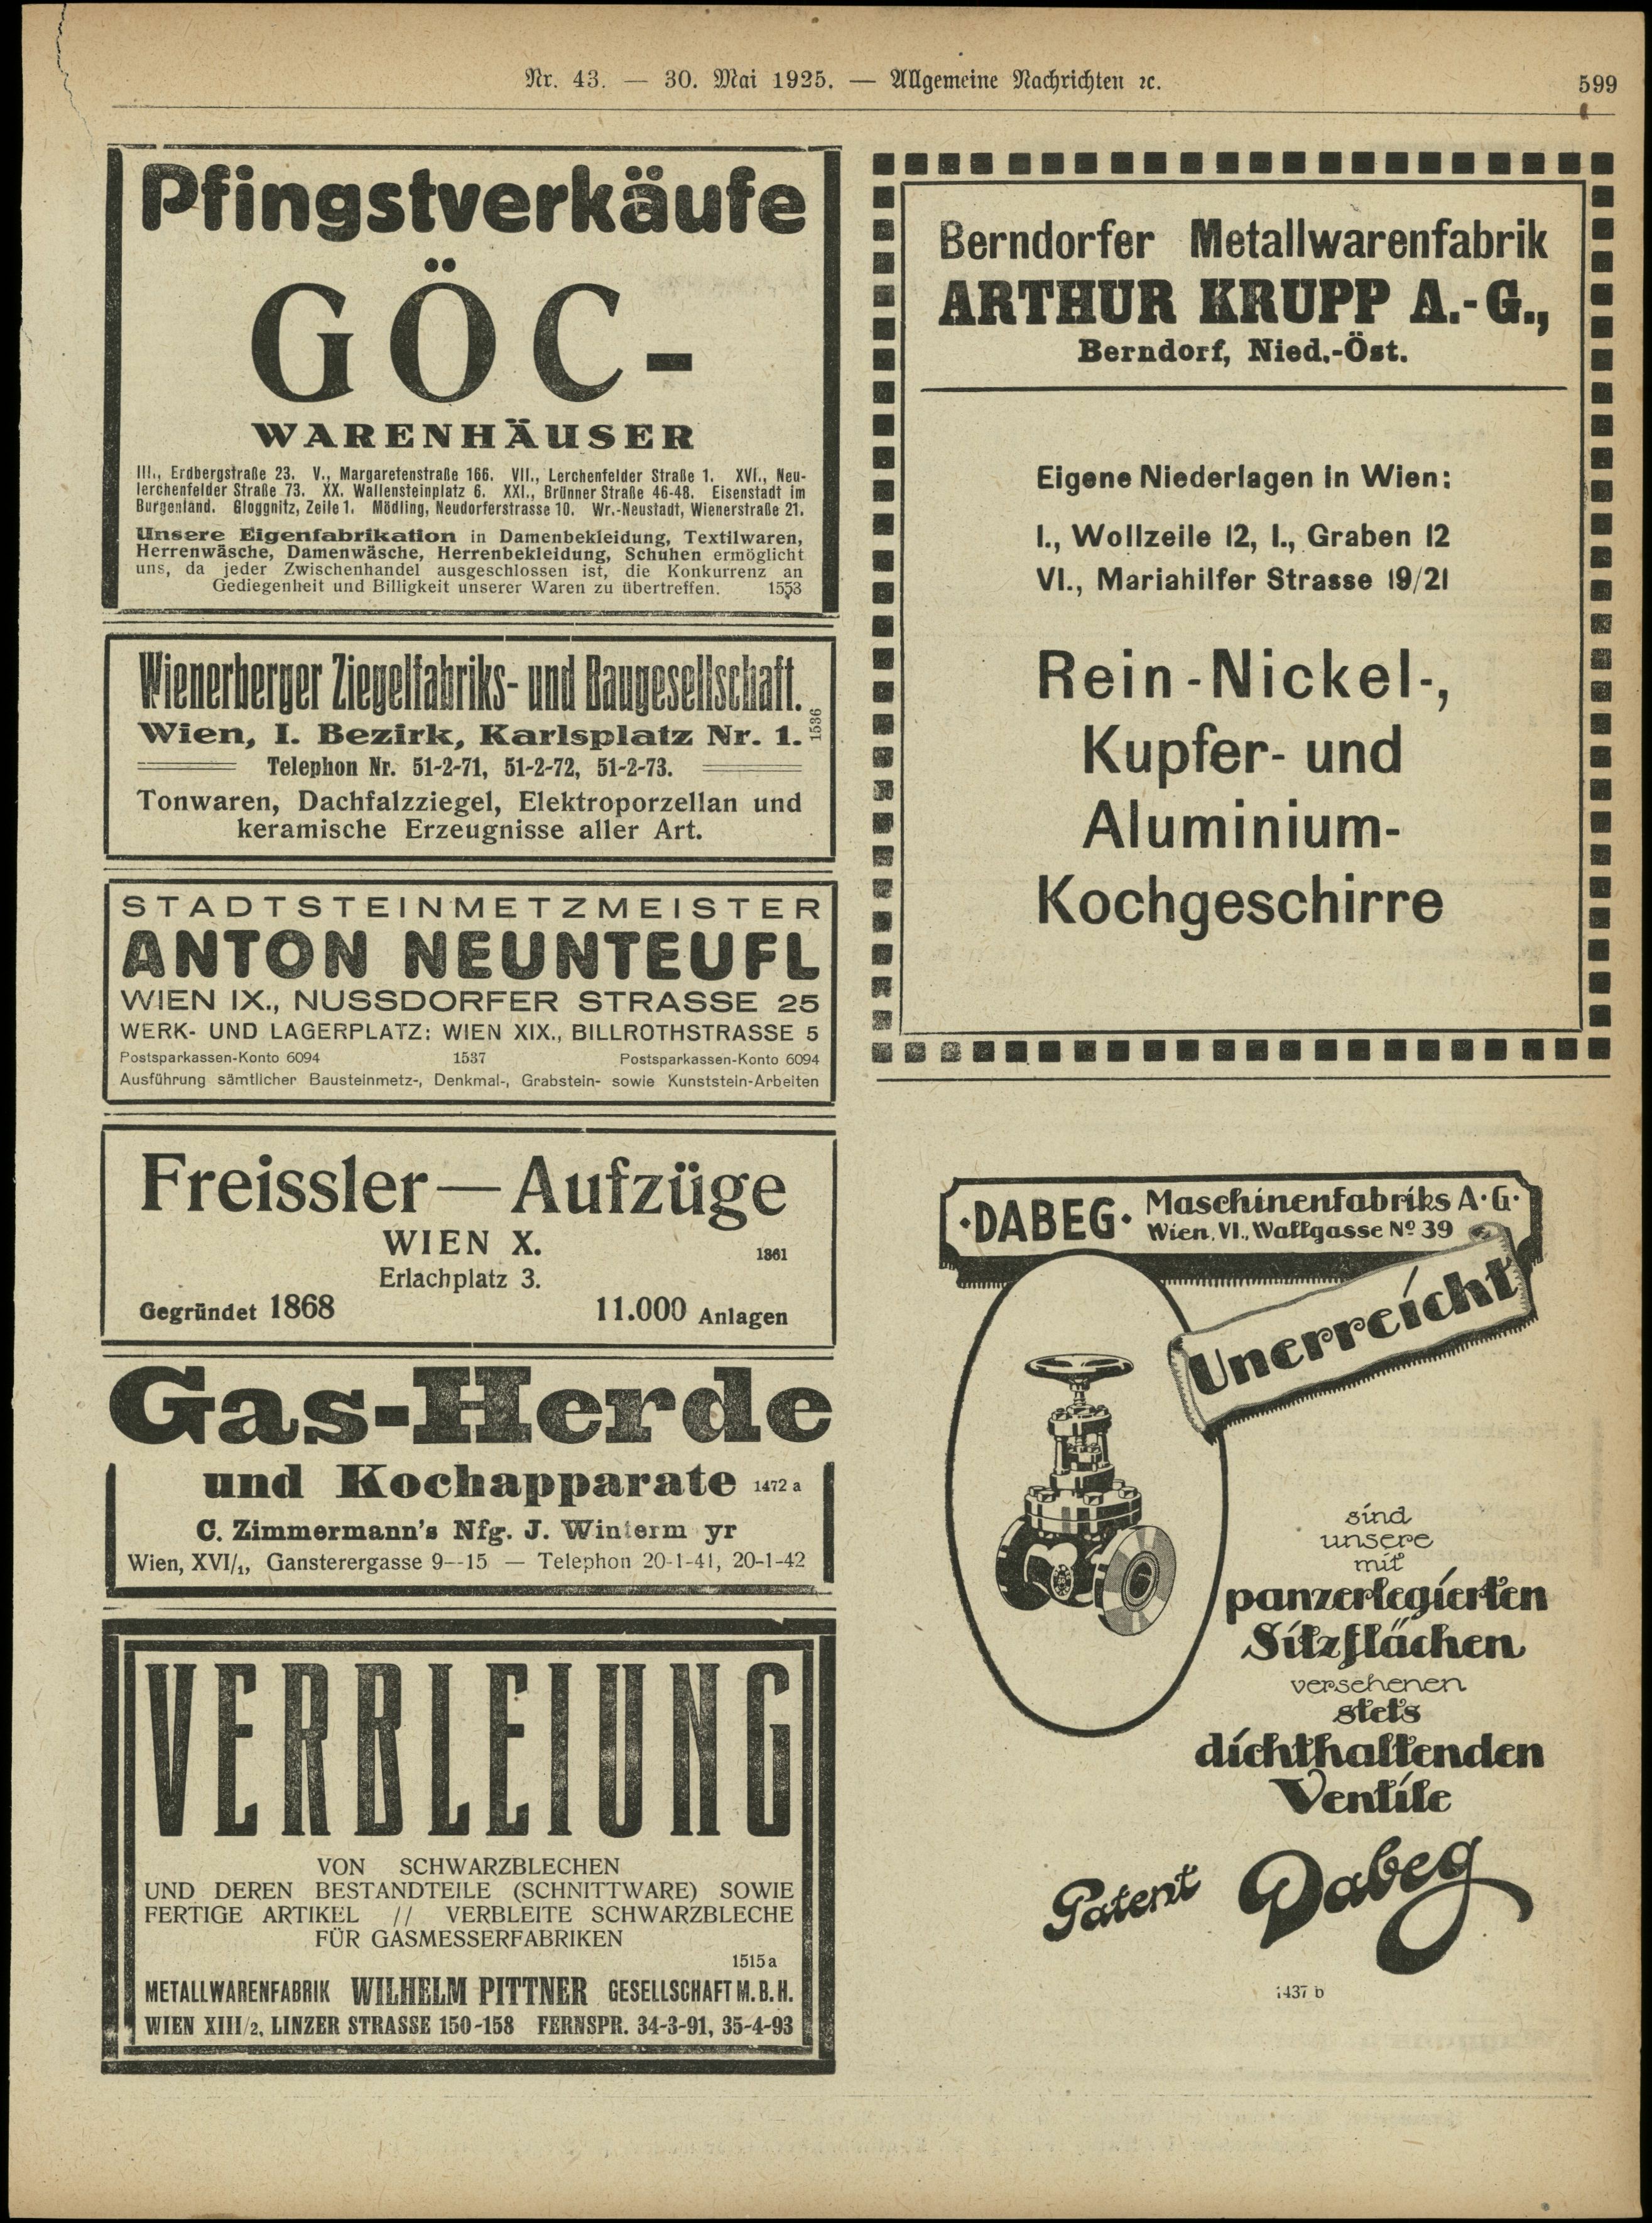 Nr. 43. — 30. Mai 1925. — Allgemeine Nachrichten ꝛc.
599
Pfingstverkäufe
GÖC-
WARENHÄUSER
III., Erdbergstraße 23. V., Margaretenstraße 166. VII., Lerchenfelder Straße 1. XVI., Neu-
lerchenfelder Straße 73. XX. Wallensteinplatz 6. XXI., Brünner Straße 46-48. Eisenstadt im
Burgenland. Gloggnitz, Zeile 1. Mödling, Neudorferstrasse 10. Wr.-Neustadt, Wienerstraße 21.
Unsere Eigenfabrikation in Damenbekleidung, Textilwaren,
Herrenwäsche, Damenwäsche, Herrenbekleidung, Schuhen ermöglicht
uns, da jeder Zwischenhandel ausgeschlossen ist, die Konkurrenz an
Gediegenheit und Billigkeit unserer Waren zu übertreffen. 1553
Wienerberger Ziegelfabriks- und Baugesellschaft.
Wien, I. Bezirk, Karlsplatz Nr. 1.
1536
Telephon Nr. 51-2-71, 51-2-72, 51-2-73.
Tonwaren, Dachfalzziegel, Elektroporzellan und
keramische Erzeugnisse aller Art.
STADTSTEINMETZMEISTER
ANTON NEUNTEUFL
WIEN IX., NUSSDORFER STRASSE 25
WERK- UND LAGERPLATZ: WIEN XIX., BILLROTHSTRASSE 5
Postsparkassen-Konto 6094 1537 Postsparkassen-Konto 6094
Ausführung sämtlicher Bausteinmetz-, Denkmal-, Grabstein- sowie Kunststein-Arbeiten
Freissler — Aufzüge
WIEN X.
1361
Erlachplatz 3.
Gegründet 1868 11.000 Anlagen
Gas-Herde
und Kochapparate 1472 a
C. Zimmermann's Nfg. J. Winterm yr
Wien, XVI/1, Gansterergasse 9--15 — Telephon 20-1-41, 20-1-42
VERBLEIUNG
VON SCHWARZBLECHEN
UND DEREN BESTANDTEILE (SCHNITTWARE) SOWIE
FERTIGE ARTIKEL // VERBLEITE SCHWARZBLECHE
FÜR GASMESSERFABRIKEN
1515 a
METALLWARENFABRIK WILHELM PITTNER GESELLSCHAFT M. B. H.
WIEN XIII/2, LINZER STRASSE 150-158 FERNSPR. 34-3-91, 35-4-93
Berndorfer Metallwarenfabrik
ARTHUR KRUPP A.-G.,
Berndorf, Nied.-Öst.
Eigene Niederlagen in Wien:
I., Wollzeile 12, I., Graben 12
VI., Mariahilfer Strasse 19/21
Rein-Nickel-,
Kupfer- und
Aluminium-
Kochgeschirre
·DABEG· Maschinenfabriks A·G·
Wien, VI., Wallgasse Nº 39
Unerreicht
sind
unsere
mit
panzerlegierten
Sitzflächen
versehenen
stets
dichthaltenden
Ventile
Patent Dabeg
1437 b